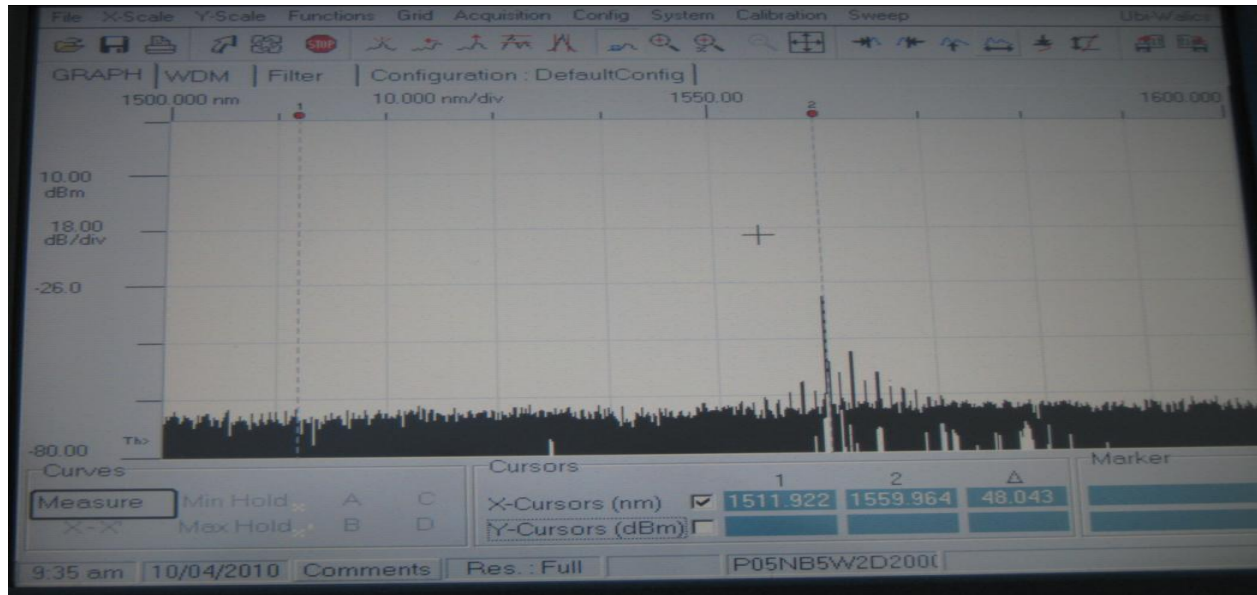 File X-Scale Y-Scale Functions Grid Acquisition Config System Calibration Sweep
STOP
GRAPH WDM Filter Configuration : DefaultConfig
1500.000 nm 10.000 nm/div 1550.00 1600.000
1 2
10.00
dBm
18.00
dB/div
-26.0
-80.00
Curves Cursors Marker
1 2 Δ
Measure Min Hold A C X-Cursors (nm) 1511.922 1559.964 48.043
X-X' Max Hold B D Y-Cursors (dBm)
9:35 am 10/04/2010 Comments Res. : Full P05NB5W2D200(